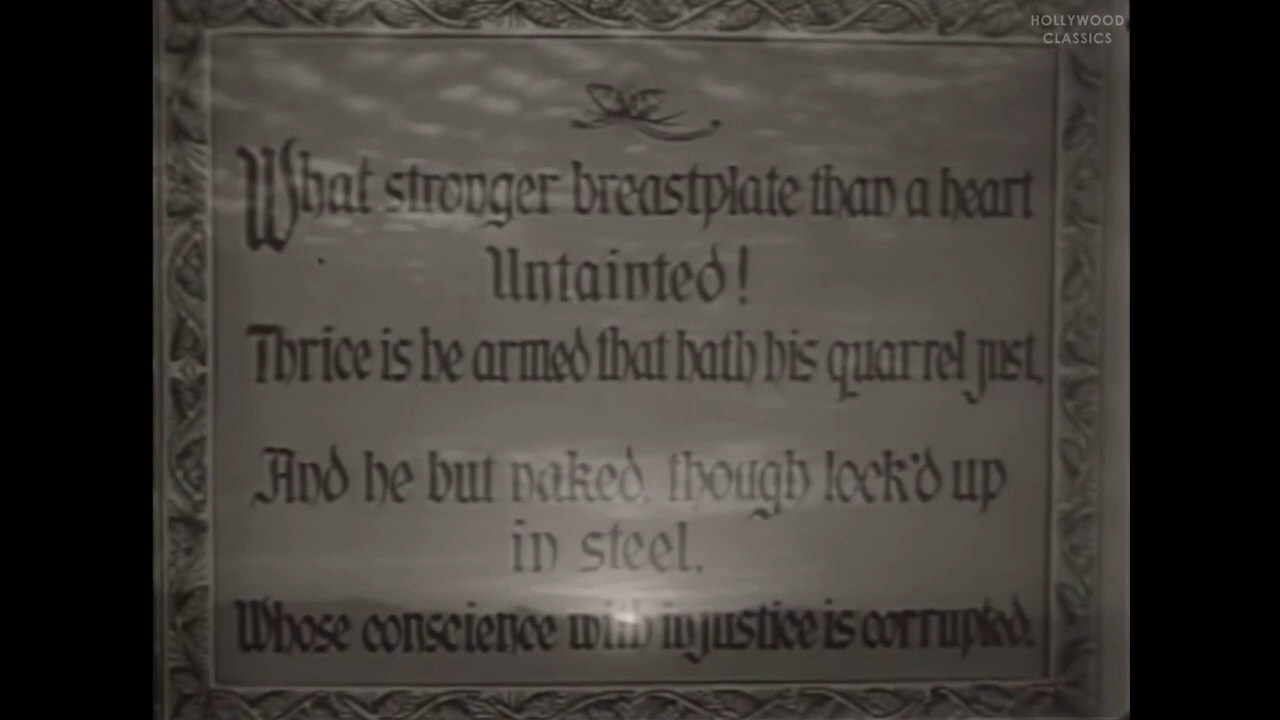 HOLLYWOOD
CLASSICS
What stronger breastplate than a heart
Untainted!
Thrice is he armed that hath his quarrel just,
And he but naked, though lock'd up
in steel.
Whose conscience with injustice is corrupted.